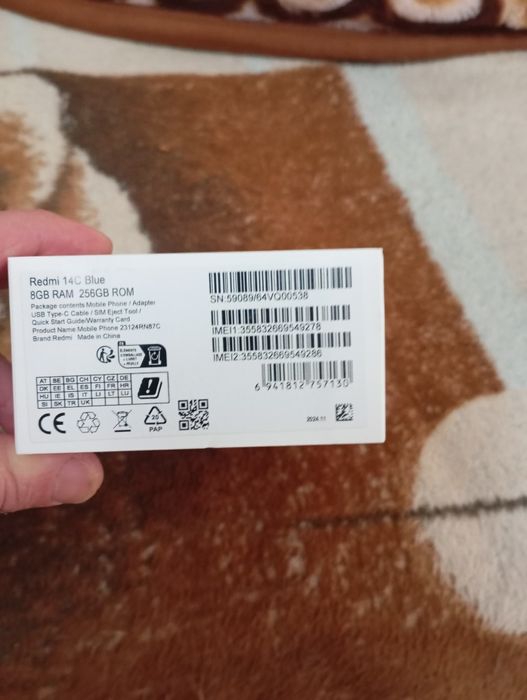 Redmi 14C Blue
8GB RAM 256GB ROM
Package contents:Mobile Phone / Adapter
USB Type-C Cable / SIM Eject Tool /
Quick Start Guide/Warranty Card
Product Name:Mobile Phone 23124RN87C
Brand:Redmi Made in China
SN:59089/64VQ00538
IMEI1:355832669549278
IMEI2:355832669549286
6 941812 757130
FR
AT BE BG CH CY CZ DE
DK EE EL ES FI FR HR
HU IE IS IT LI LT LU
SI SK TR UK
CE
20
PAP
2024.11